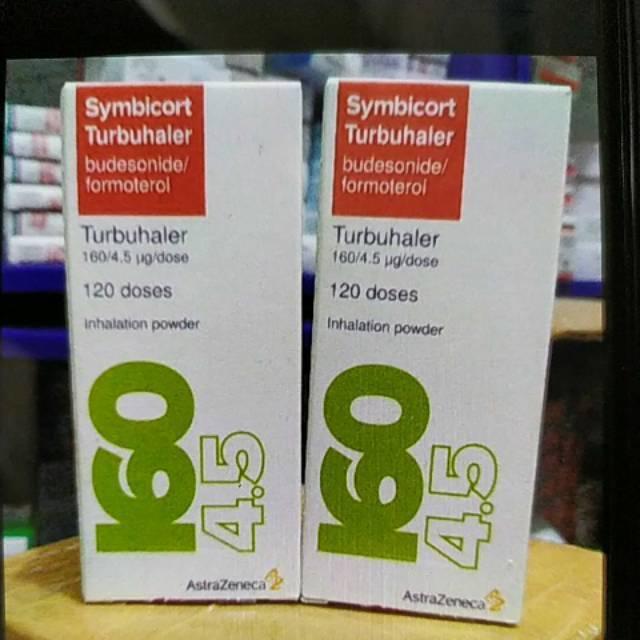 Symbicort
Turbuhaler
budesonide/
formoterol
Turbuhaler
160/4.5 µg/dose
120 doses
Inhalation powder
160
4.5
AstraZeneca
Symbicort
Turbuhaler
budesonide/
formoterol
Turbuhaler
160/4.5 µg/dose
120 doses
Inhalation powder
160
4.5
AstraZeneca